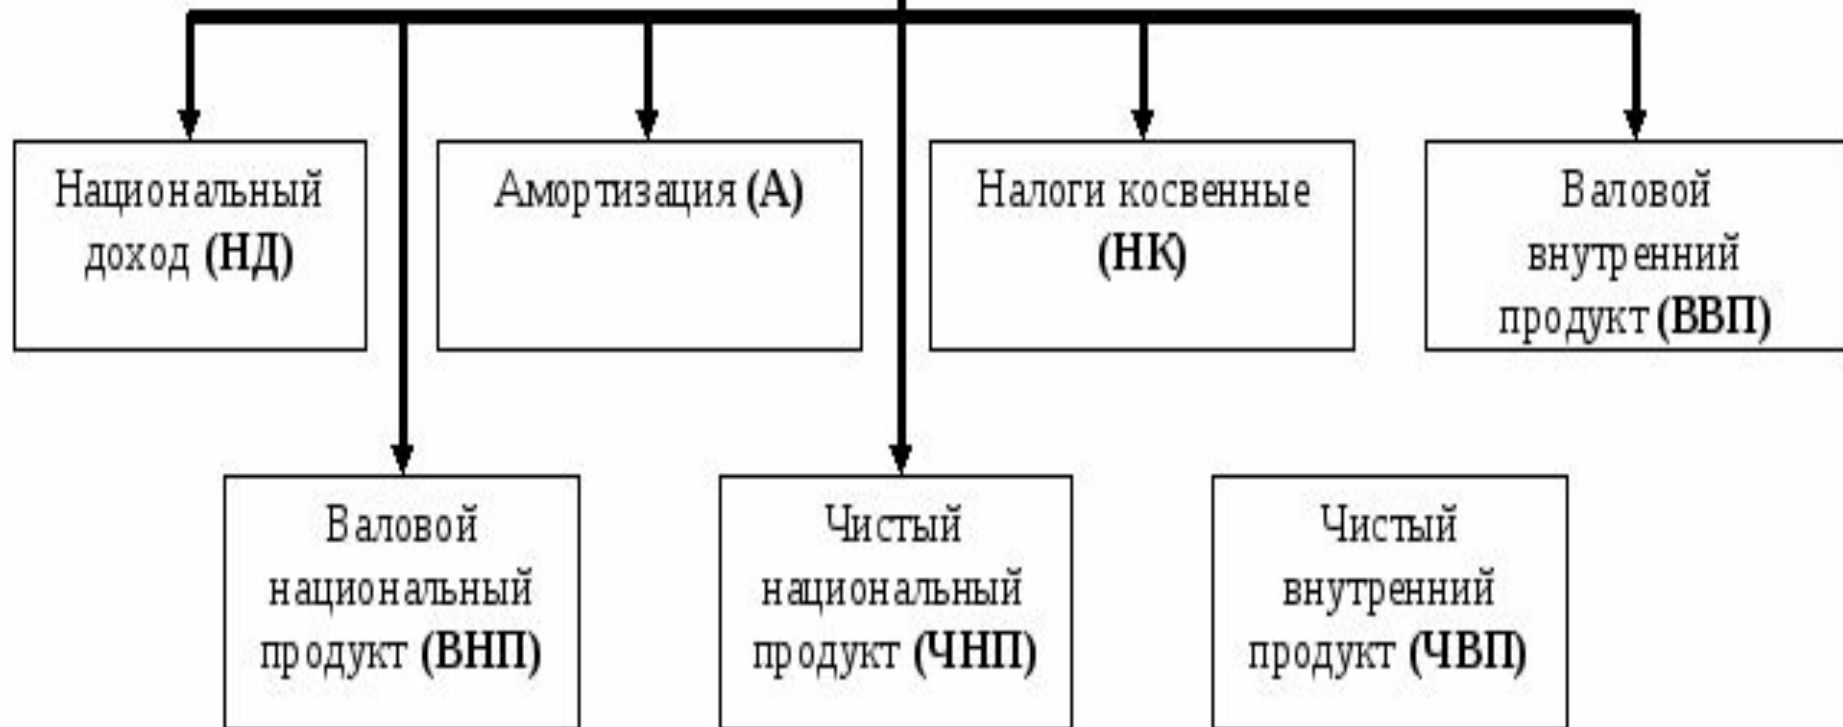 Национальный
доход (НД)
Амортизация (А)
Налоги косвенные
(НК)
Валовой
внутренний
продукт (ВВП)
Валовой
национальный
продукт (ВНП)
Чистый
национальный
продукт (ЧНП)
Чистый
внутренний
продукт (ЧВП)